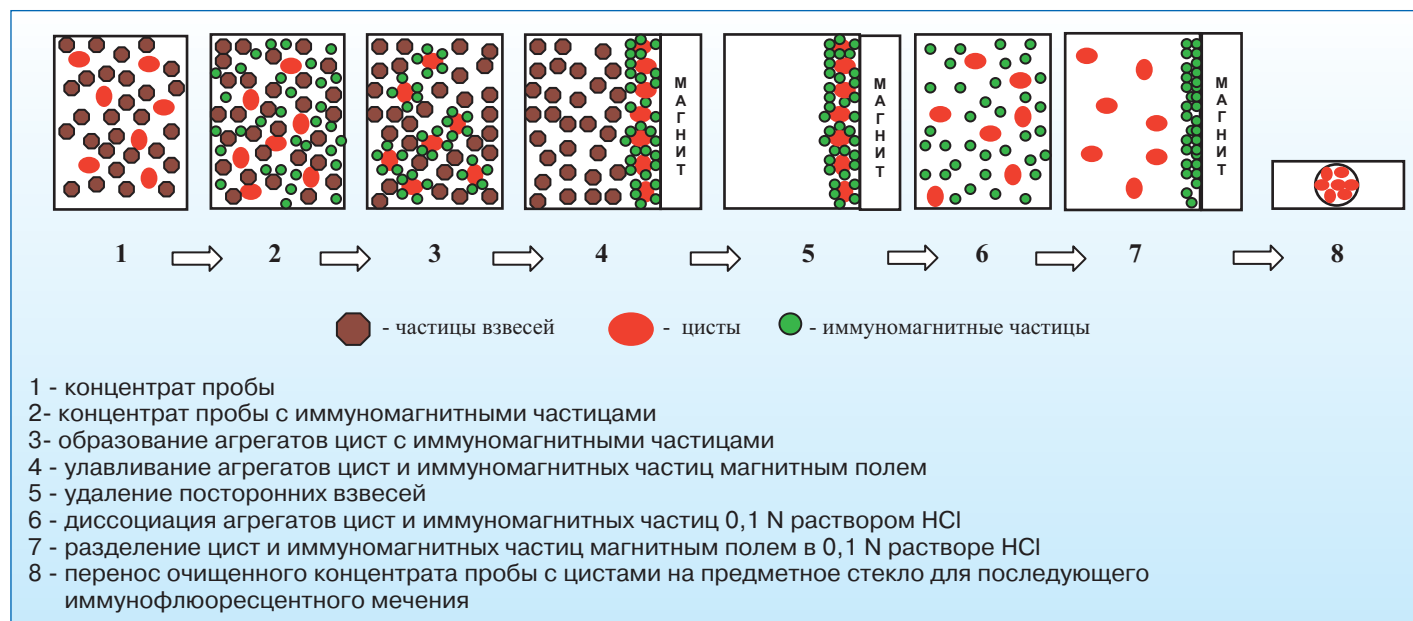 МАГНИТ
МАГНИТ
МАГНИТ
1 2 3 4 5 6 7 8
- частицы взвесей - цисты - иммуномагнитные частицы
1 - концентрат пробы
2- концентрат пробы с иммуномагнитными частицами
3- образование агрегатов цист с иммуномагнитными частицами
4 - улавливание агрегатов цист и иммуномагнитных частиц магнитным полем
5 - удаление посторонних взвесей
6 - диссоциация агрегатов цист и иммуномагнитных частиц 0,1 N раствором HCl
7 - разделение цист и иммуномагнитных частиц магнитным полем в 0,1 N растворе HCl
8 - перенос очищенного концентрата пробы с цистами на предметное стекло для последующего
иммунофлюоресцентного мечения